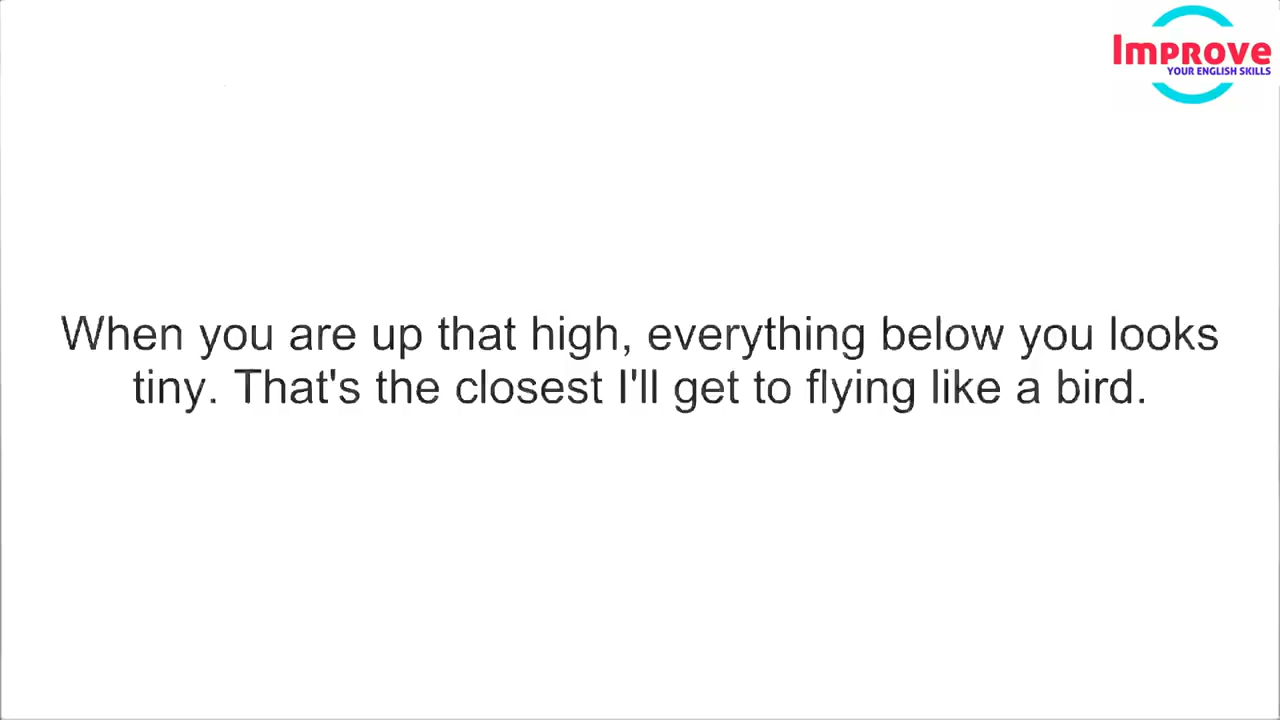 Improve
YOUR ENGLISH SKILLS
When you are up that high, everything below you looks
tiny. That's the closest I'll get to flying like a bird.